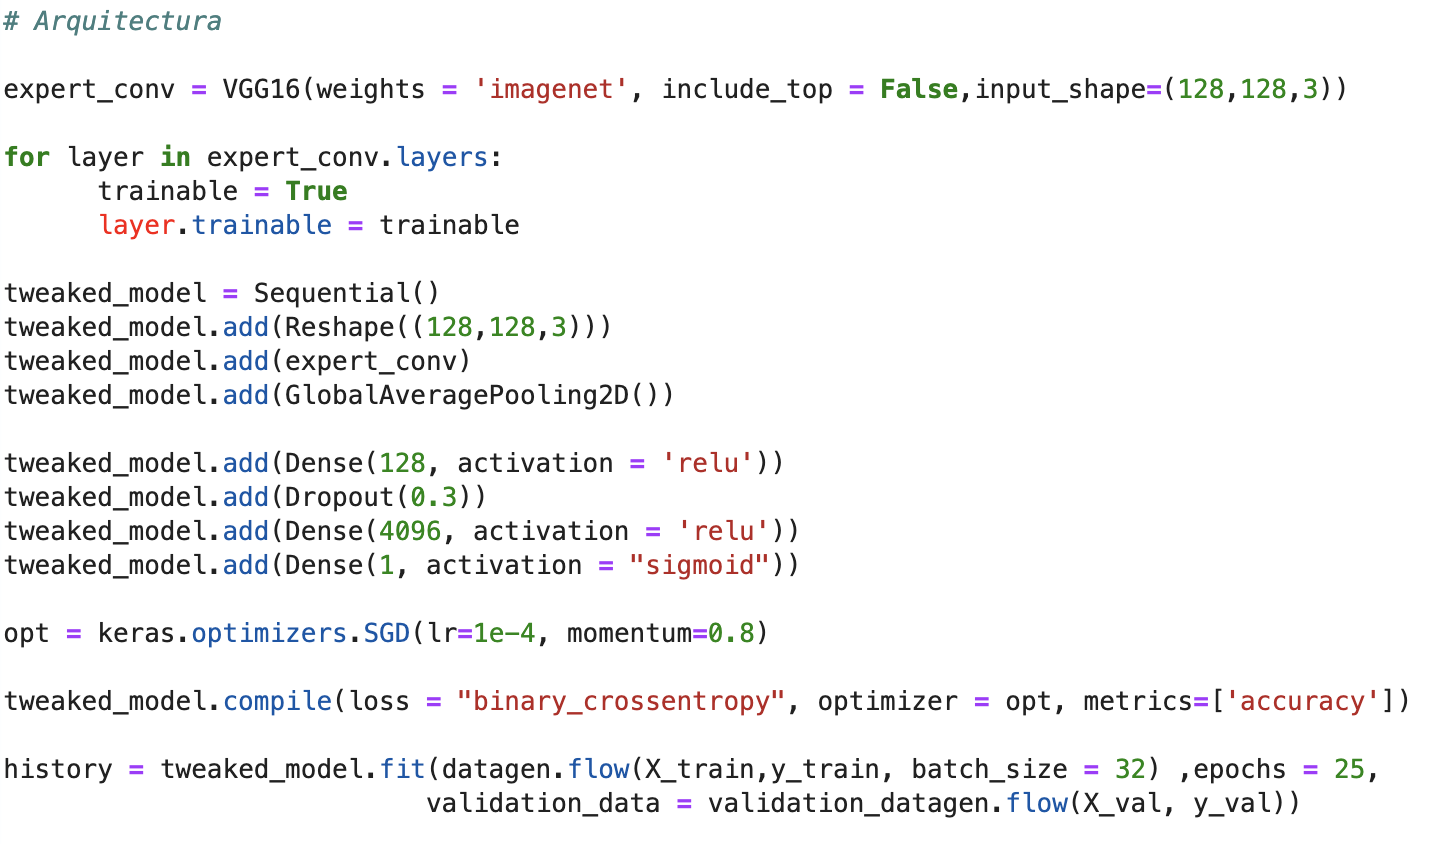 # Arquitectura
expert_conv = VGG16(weights = 'imagenet', include_top = False,input_shape=(128,128,3))
for layer in expert_conv.layers:
      trainable = True
      layer.trainable = trainable
tweaked_model = Sequential()
tweaked_model.add(Reshape((128,128,3)))
tweaked_model.add(expert_conv)
tweaked_model.add(GlobalAveragePooling2D())
tweaked_model.add(Dense(128, activation = 'relu'))
tweaked_model.add(Dropout(0.3))
tweaked_model.add(Dense(4096, activation = 'relu'))
tweaked_model.add(Dense(1, activation = "sigmoid"))
opt = keras.optimizers.SGD(lr=1e-4, momentum=0.8)
tweaked_model.compile(loss = "binary_crossentropy", optimizer = opt, metrics=['accuracy'])
history = tweaked_model.fit(datagen.flow(X_train,y_train, batch_size = 32) ,epochs = 25,
                           validation_data = validation_datagen.flow(X_val, y_val))